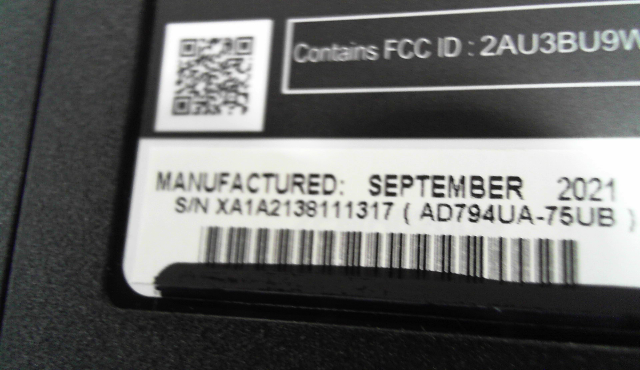 Contains FCC ID : 2AU3BU9W
MANUFACTURED: SEPTEMBER 2021
S/N XA1A2138111317 ( AD794UA-75UB )